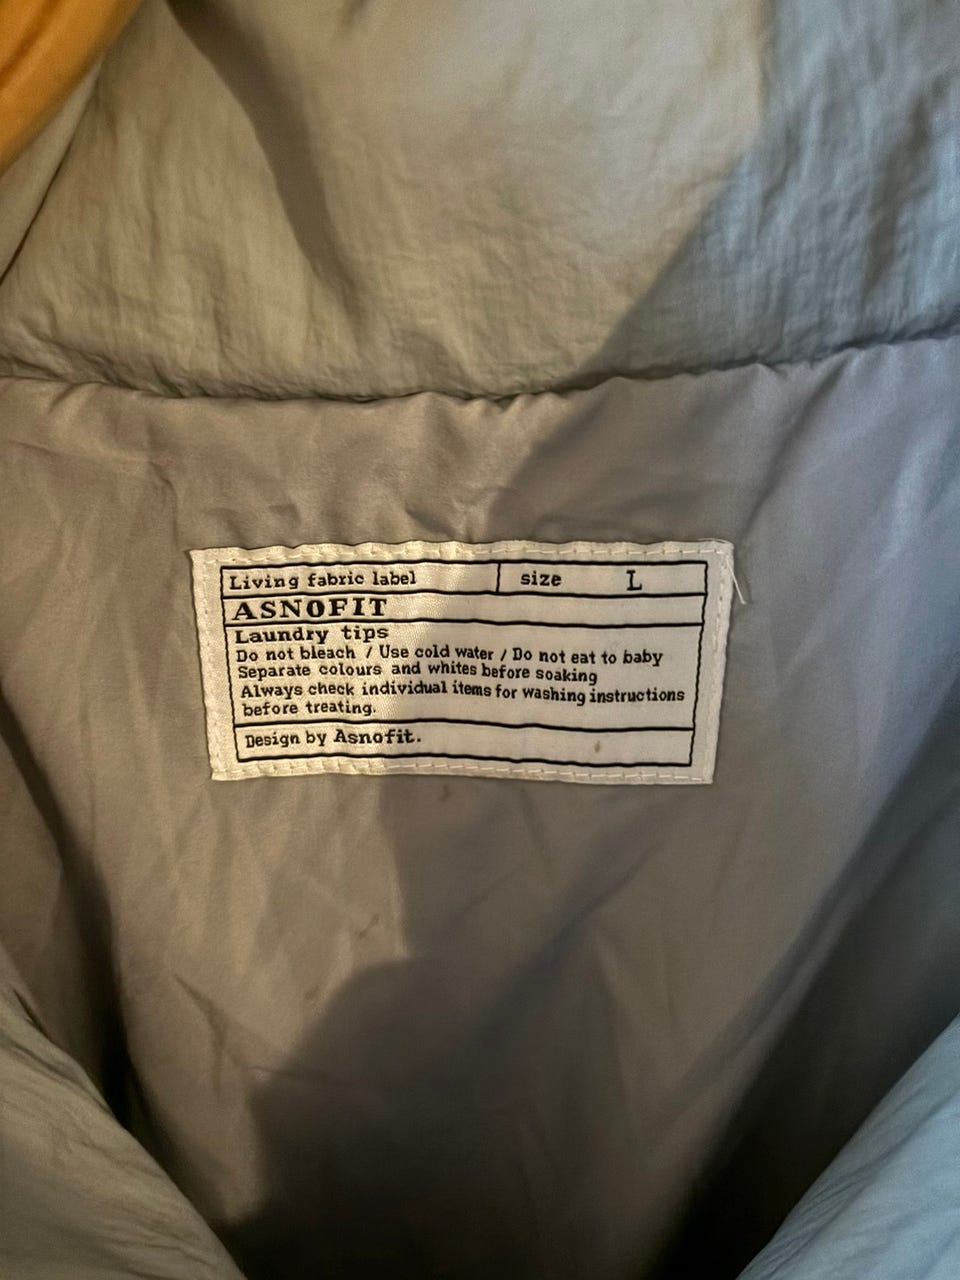 Living fabric label size L
ASNOFIT
Laundry tips
Do not bleach / Use cold water / Do not eat to baby
Separate colours and whites before soaking
Always check individual items for washing instructions
before treating.
Design by Asnofit.